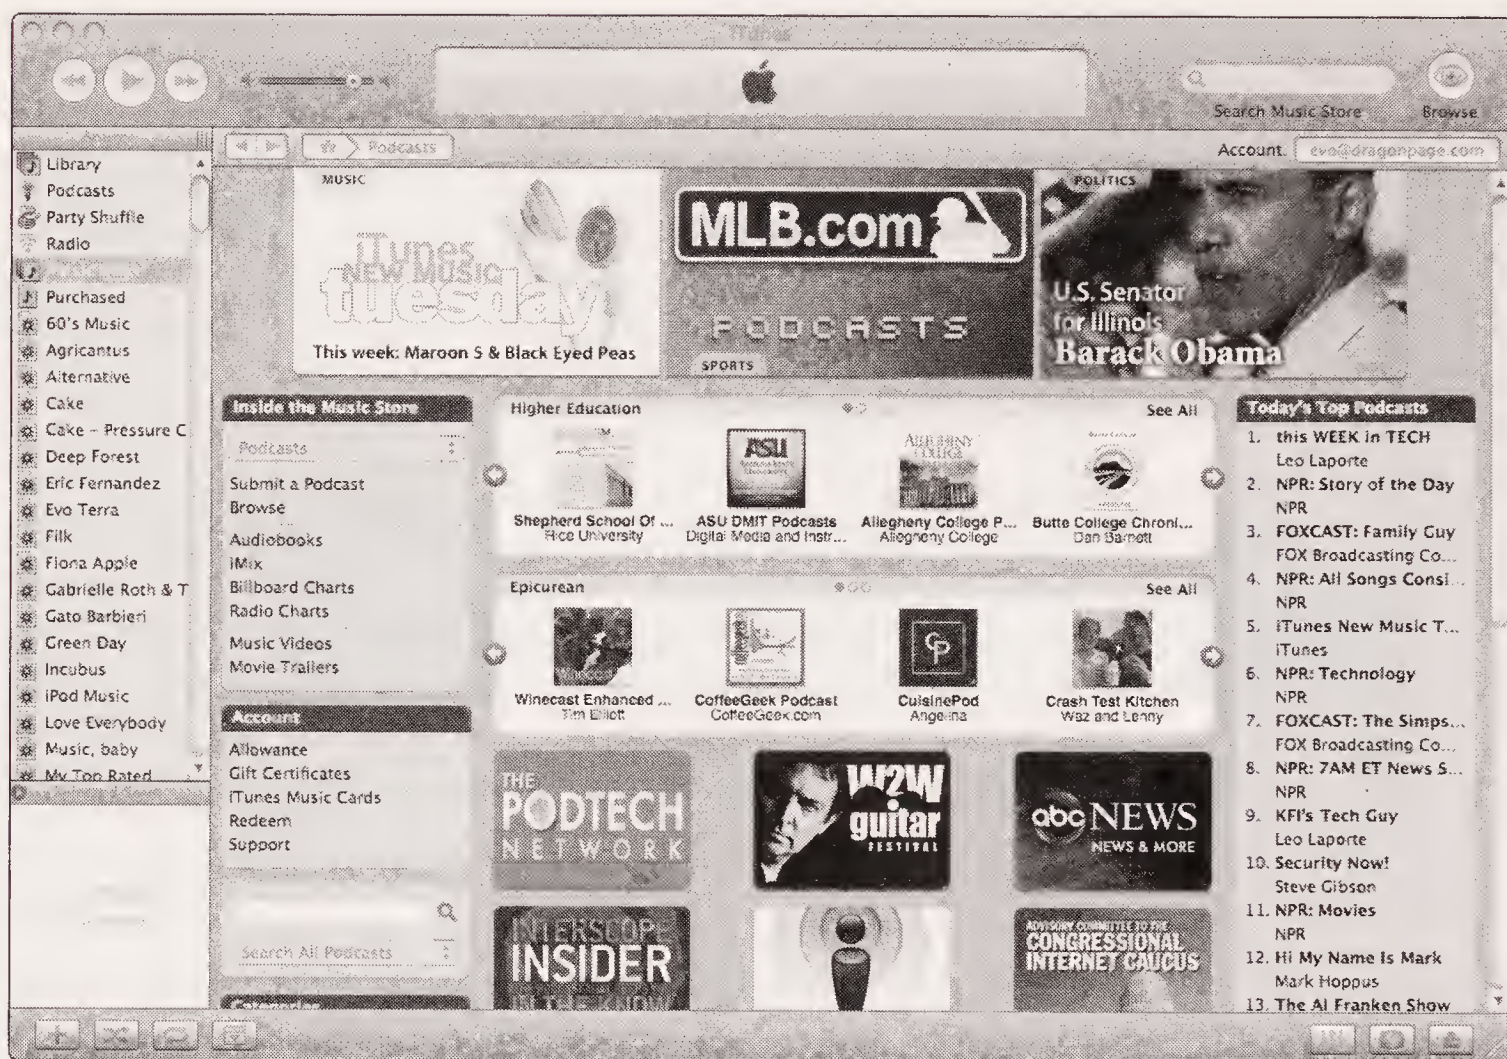 iTunes
Search Music Store
Browse
Library
Podcasts
Party Shuffle
Radio
Purchased
60's Music
Agricantus
Alternative
Cake
Cake – Pressure C
Deep Forest
Eric Fernandez
Evo Terra
Filk
Fiona Apple
Gabrielle Roth & T
Gato Barbieri
Green Day
Incubus
iPod Music
Love Everybody
Music, baby
My Top Rated
Podcasts
Account:
evo@dragonpage.com
MUSIC
iTunes
NEW MUSIC
tuesday
This week: Maroon 5 & Black Eyed Peas
MLB.com
PODCASTS
SPORTS
POLITICS
U.S. Senator
for Illinois
Barack Obama
Inside the Music Store
Podcasts
Submit a Podcast
Browse
Audiobooks
iMix
Billboard Charts
Radio Charts
Music Videos
Movie Trailers
Account
Allowance
Gift Certificates
iTunes Music Cards
Redeem
Support
Search All Podcasts
Categories
Higher Education
See All
ASU
ALLEGHENY
COLLEGE
Shepherd School Of ...
Rice University
ASU DMIT Podcasts
Digital Media and Instr...
Allegheny College P...
Allegheny College
Butte College Chroni...
Dan Barnett
Epicurean
See All
CP
Winecast Enhanced ...
Tim Elliott
CoffeeGeek Podcast
CoffeeGeek.com
CuisinePod
Angelina
Crash Test Kitchen
Waz and Lenny
THE
PODTECH
NETWORK
W2W
guitar
FESTIVAL
abc NEWS
NEWS & MORE
INTERSCOPE
INSIDER
IN THE KNOW
ADVISORY COMMITTEE TO THE
CONGRESSIONAL
INTERNET CAUCUS
Today's Top Podcasts
1. this WEEK in TECH
Leo Laporte
2. NPR: Story of the Day
NPR
3. FOXCAST: Family Guy
FOX Broadcasting Co...
4. NPR: All Songs Consi...
NPR
5. iTunes New Music T...
iTunes
6. NPR: Technology
NPR
7. FOXCAST: The Simps...
FOX Broadcasting Co...
8. NPR: 7AM ET News S...
NPR
9. KFI's Tech Guy
Leo Laporte
10. Security Now!
Steve Gibson
11. NPR: Movies
NPR
12. Hi My Name Is Mark
Mark Hoppus
13. The Al Franken Show